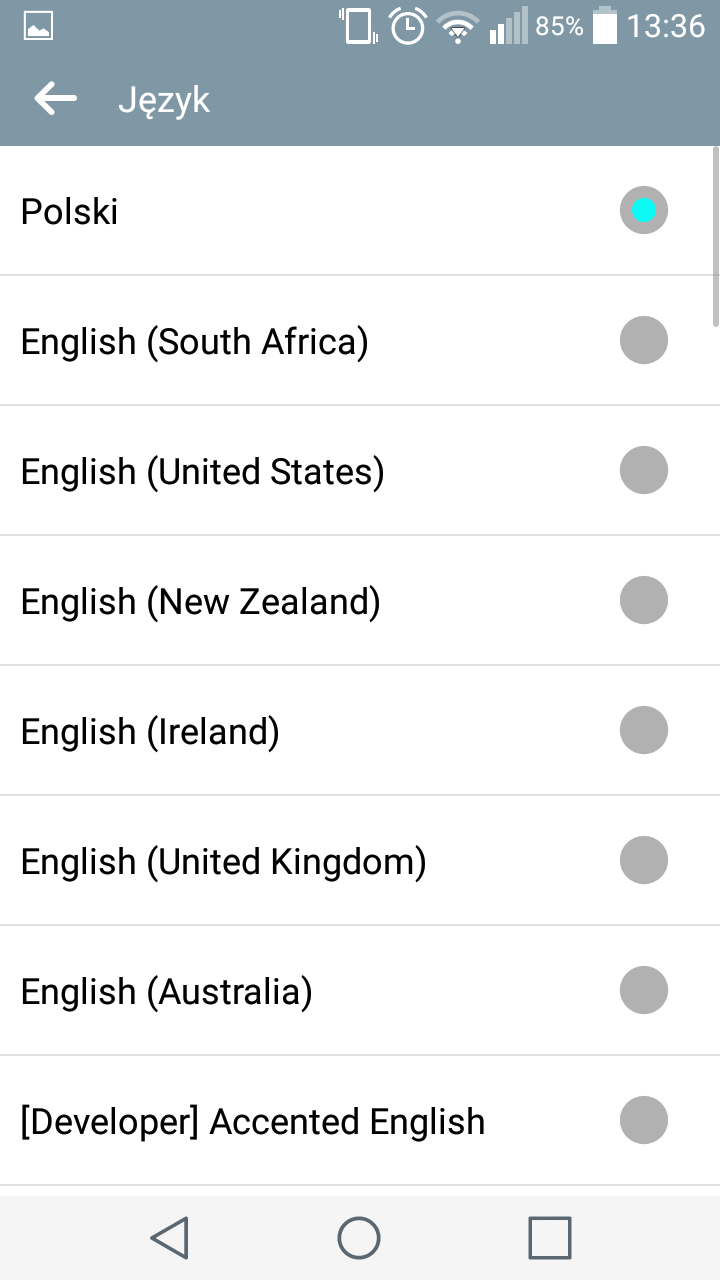 85% 13:36
Język
Polski
English (South Africa)
English (United States)
English (New Zealand)
English (Ireland)
English (United Kingdom)
English (Australia)
[Developer] Accented English